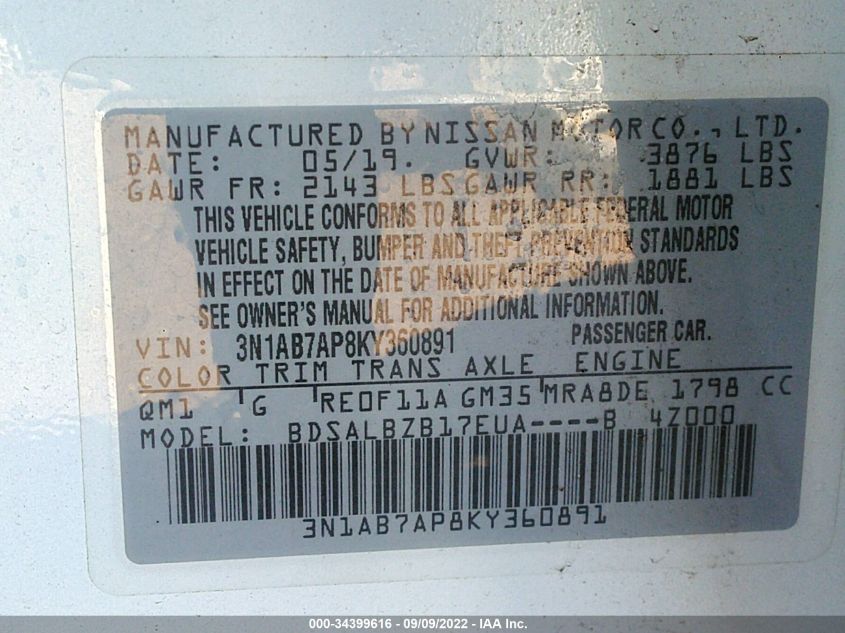 MANUFACTURED BY NISSAN MOTOR CO., LTD.
DATE: 05/19. GVWR: 3876 LBS
GAWR FR: 2143 LBS GAWR RR: 1881 LBS
THIS VEHICLE CONFORMS TO ALL APPLICABLE FEDERAL MOTOR
VEHICLE SAFETY, BUMPER AND THEFT PREVENTION STANDARDS
IN EFFECT ON THE DATE OF MANUFACTURE SHOWN ABOVE.
SEE OWNER'S MANUAL FOR ADDITIONAL INFORMATION.
VIN: 3N1AB7AP8KY360891 PASSENGER CAR.
COLOR TRIM TRANS AXLE ENGINE
QM1 G RE0F11A GM35 MRA8DE 1798 CC
MODEL: BDSALBZB17EUA----B 4Z000
3N1AB7AP8KY360891
000-34399616 - 09/09/2022 - IAA Inc.